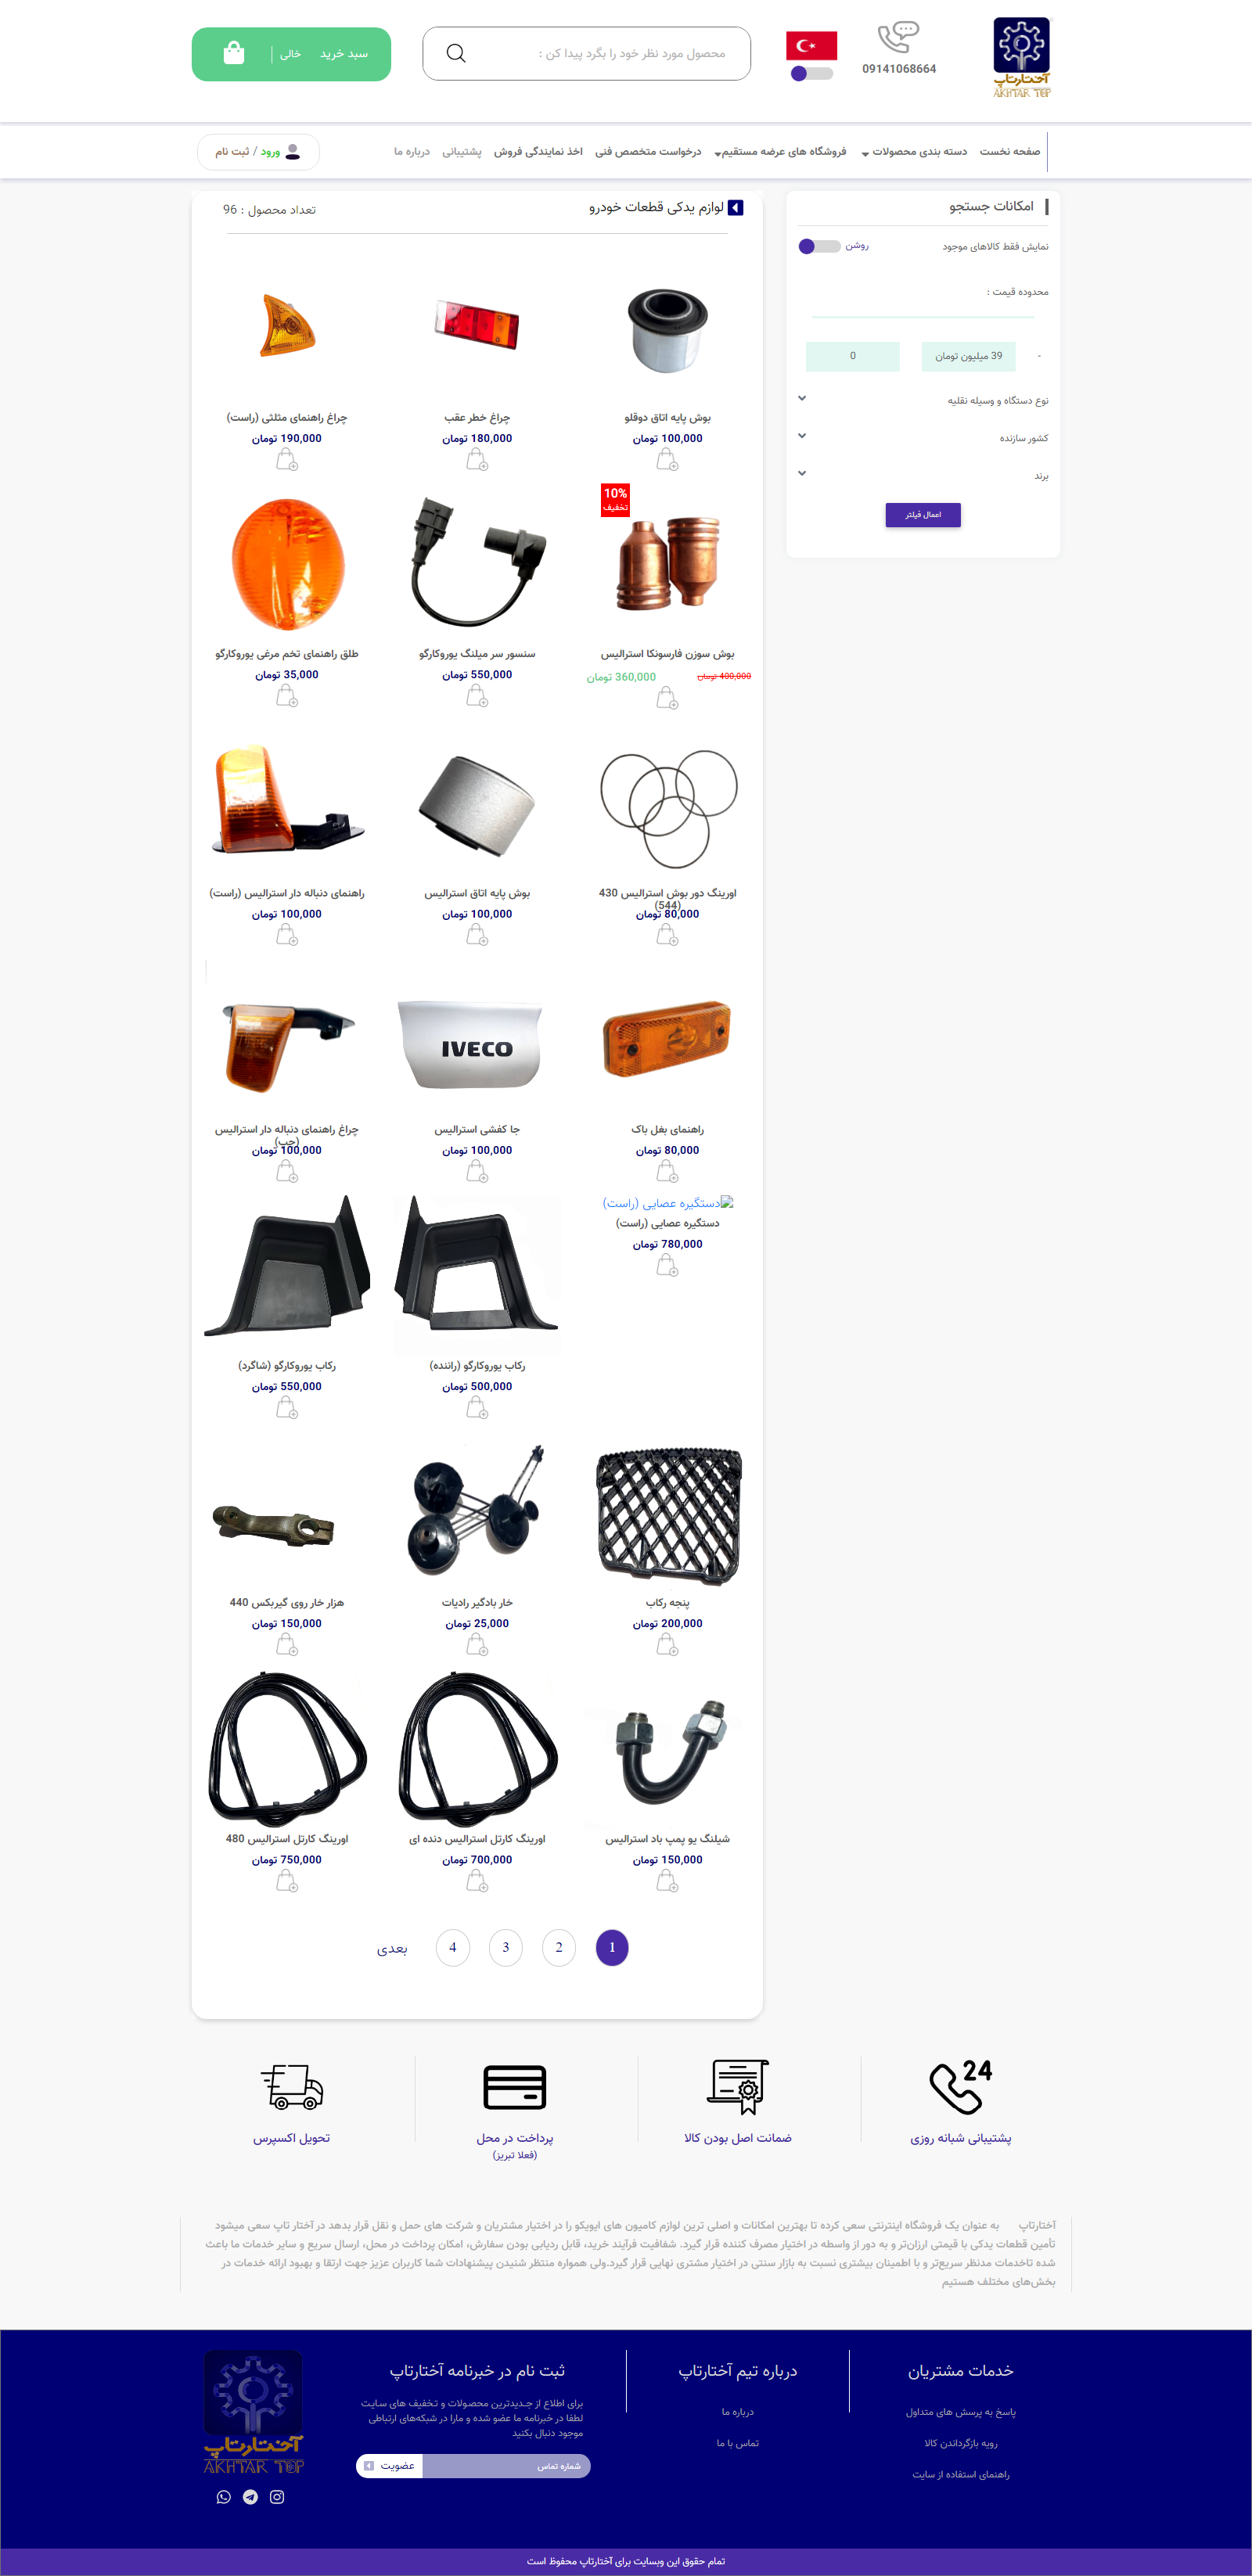 آختارتاپ
AKHTAR TOP
09141068664
محصول مورد نظر خود را بگرد پیدا کن :
سبد خرید
خالی
صفحه نخست
دسته بندی محصولات
فروشگاه های عرضه مستقیم
درخواست متخصص فنی
اخذ نمایندگی فروش
پشتیبانی
درباره ما
ورود / ثبت نام
امکانات جستجو
نمایش فقط کالاهای موجود
روشن
محدوده قیمت :
-
39 میلیون تومان
0
نوع دستگاه و وسیله نقلیه
کشور سازنده
برند
اعمال فیلتر
لوازم یدکی قطعات خودرو
تعداد محصول : 96
بوش پایه اتاق دوقلو
100,000 تومان
چراغ خطر عقب
180,000 تومان
چراغ راهنمای مثلثی (راست)
190,000 تومان
10%
تخفیف
بوش سوزن فارسونکا استرالیس
400,000 تومان
360,000 تومان
سنسور سر میلنگ یوروکارگو
550,000 تومان
طلق راهنمای تخم مرغی یوروکارگو
35,000 تومان
اورینگ دور بوش استرالیس 430
(544)
80,000 تومان
بوش پایه اتاق استرالیس
100,000 تومان
راهنمای دنباله دار استرالیس (راست)
100,000 تومان
راهنمای بغل باک
80,000 تومان
IVECO
جا کفشی استرالیس
100,000 تومان
چراغ راهنمای دنباله دار استرالیس
(چپ)
100,000 تومان
دستگیره عصایی (راست)
دستگیره عصایی (راست)
780,000 تومان
رکاب یوروکارگو (راننده)
500,000 تومان
رکاب یوروکارگو (شاگرد)
550,000 تومان
پنجه رکاب
200,000 تومان
خار بادگیر رادیات
25,000 تومان
هزار خار روی گیربکس 440
150,000 تومان
شیلنگ یو پمپ باد استرالیس
150,000 تومان
اورینگ کارتل استرالیس دنده ای
700,000 تومان
اورینگ کارتل استرالیس 480
750,000 تومان
1
2
3
4
بعدی
24
پشتیبانی شبانه روزی
ضمانت اصل بودن کالا
پرداخت در محل
(فعلا تبریز)
تحویل اکسپرس
آختارتاپ به عنوان یک فروشگاه اینترنتی سعی کرده تا بهترین امکانات و اصلی ترین لوازم کامیون های ایویکو را در اختیار مشتریان و شرکت های حمل و نقل قرار بدهد در آختار تاپ سعی میشود
تأمین قطعات یدکی با قیمتی ارزان‌تر و به دور از واسطه در اختیار مصرف کننده قرار گیرد. شفافیت فرآیند خرید، قابل ردیابی بودن سفارش، امکان پرداخت در محل، ارسال سریع و سایر خدمات ما باعث
شده تاخدمات مدنظر سریع‌تر و با اطمینان بیشتری نسبت به بازار سنتی در اختیار مشتری نهایی قرار گیرد.ولی همواره منتظر شنیدن پیشنهادات شما کاربران عزیز جهت ارتقا و بهبود ارائه خدمات در
بخش‌های مختلف هستیم
خدمات مشتریان
پاسخ به پرسش های متداول
رویه بازگرداندن کالا
راهنمای استفاده از سایت
درباره تیم آختارتاپ
درباره ما
تماس با ما
ثبت نام در خبرنامه آختارتاپ
برای اطلاع از جـدیدترین محصـولات و تـخفیف های سـایت
لطفا در خبرنامه ما عضو شده و مارا در شبکه‌های ارتباطی
موجود دنبال بکنید
شماره تماس
عضویت
آختارتاپ
AKHTAR TOP
تمام حقوق این وبسایت برای آختارتاپ محفوظ است